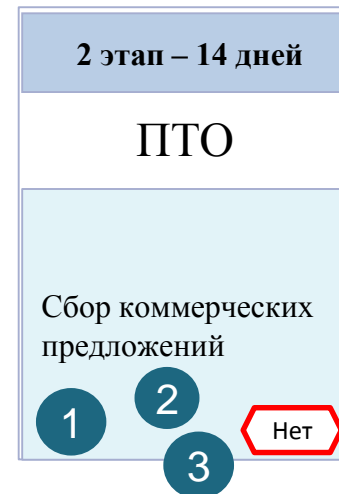 2 этап – 14 дней
ПТО
Сбор коммерческих
предложений
1
2
3
Нет